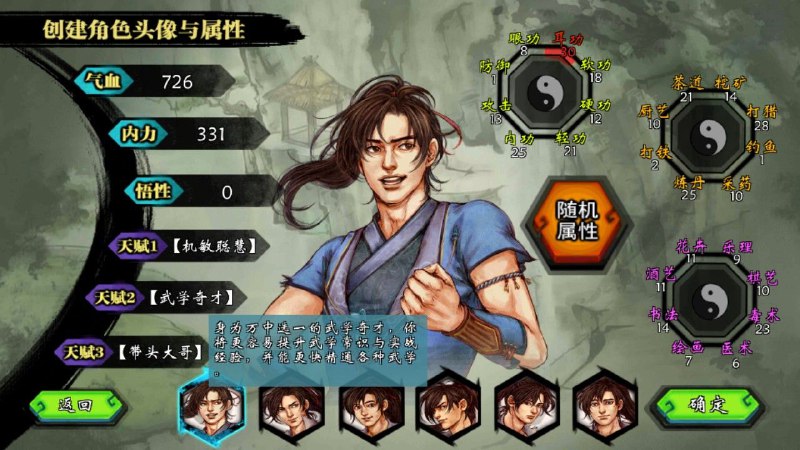 创建角色头像与属性
气血 726
内力 331
悟性 0
天赋1 【机敏聪慧】
天赋2 【武学奇才】
天赋3 【带头大哥】
身为万中选一的武学奇才，你
将更容易提升武学常识与实战
经验，并能更快精通各种武学
。
眼功 8
耳功 30
防御 1
软功 18
攻击 13
硬功 12
内功 25
轻功 21
随机
属性
茶道 21
挖矿 14
厨艺 10
打猎 28
打铁 2
钓鱼 1
炼丹 25
采药 10
花卉 11
乐理 9
酒艺 11
棋艺 10
书法 14
毒术 23
绘画 7
医术 6
返回
确定